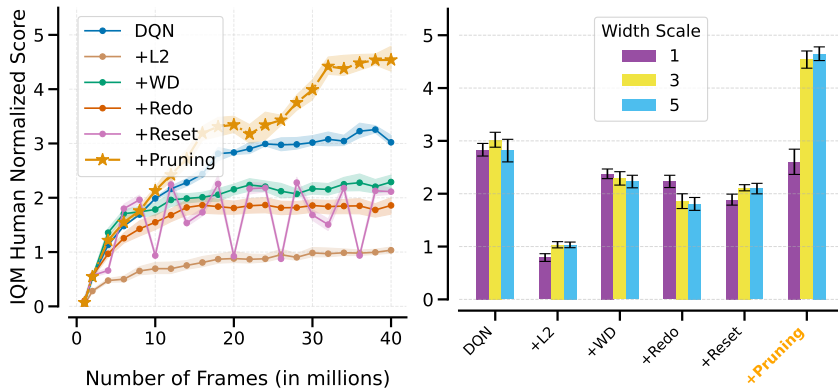 IQM Human Normalized Score
5
4
3
2
1
0
DQN
+L2
+WD
+Redo
+Reset
+Pruning
0
10
20
30
40
Number of Frames (in millions)
5
4
3
2
1
0
Width Scale
1
3
5
DQN
+L2
+WD
+Redo
+Reset
+Pruning